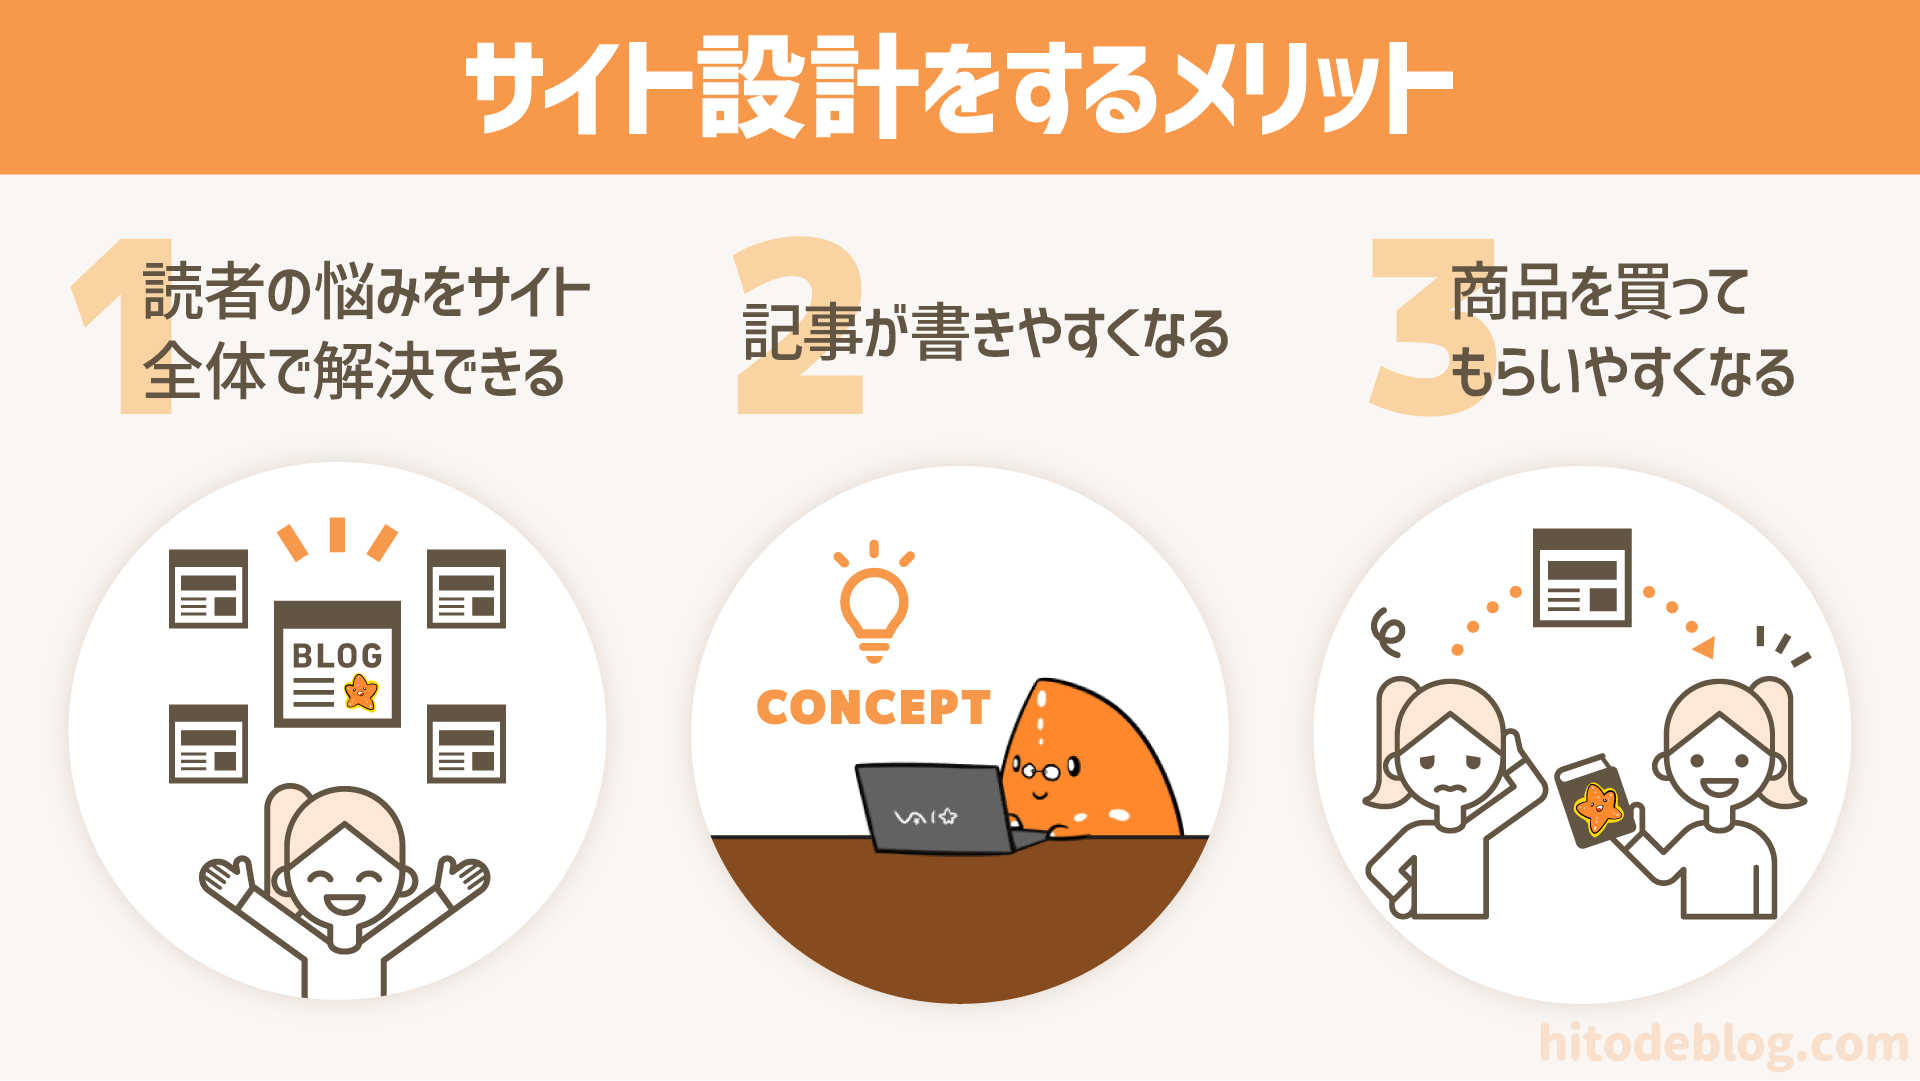 サイト設計をするメリット
1
読者の悩みをサイト
全体で解決できる
2
記事が書きやすくなる
3
商品を買って
もらいやすくなる
BLOG
CONCEPT
hitodeblog.com